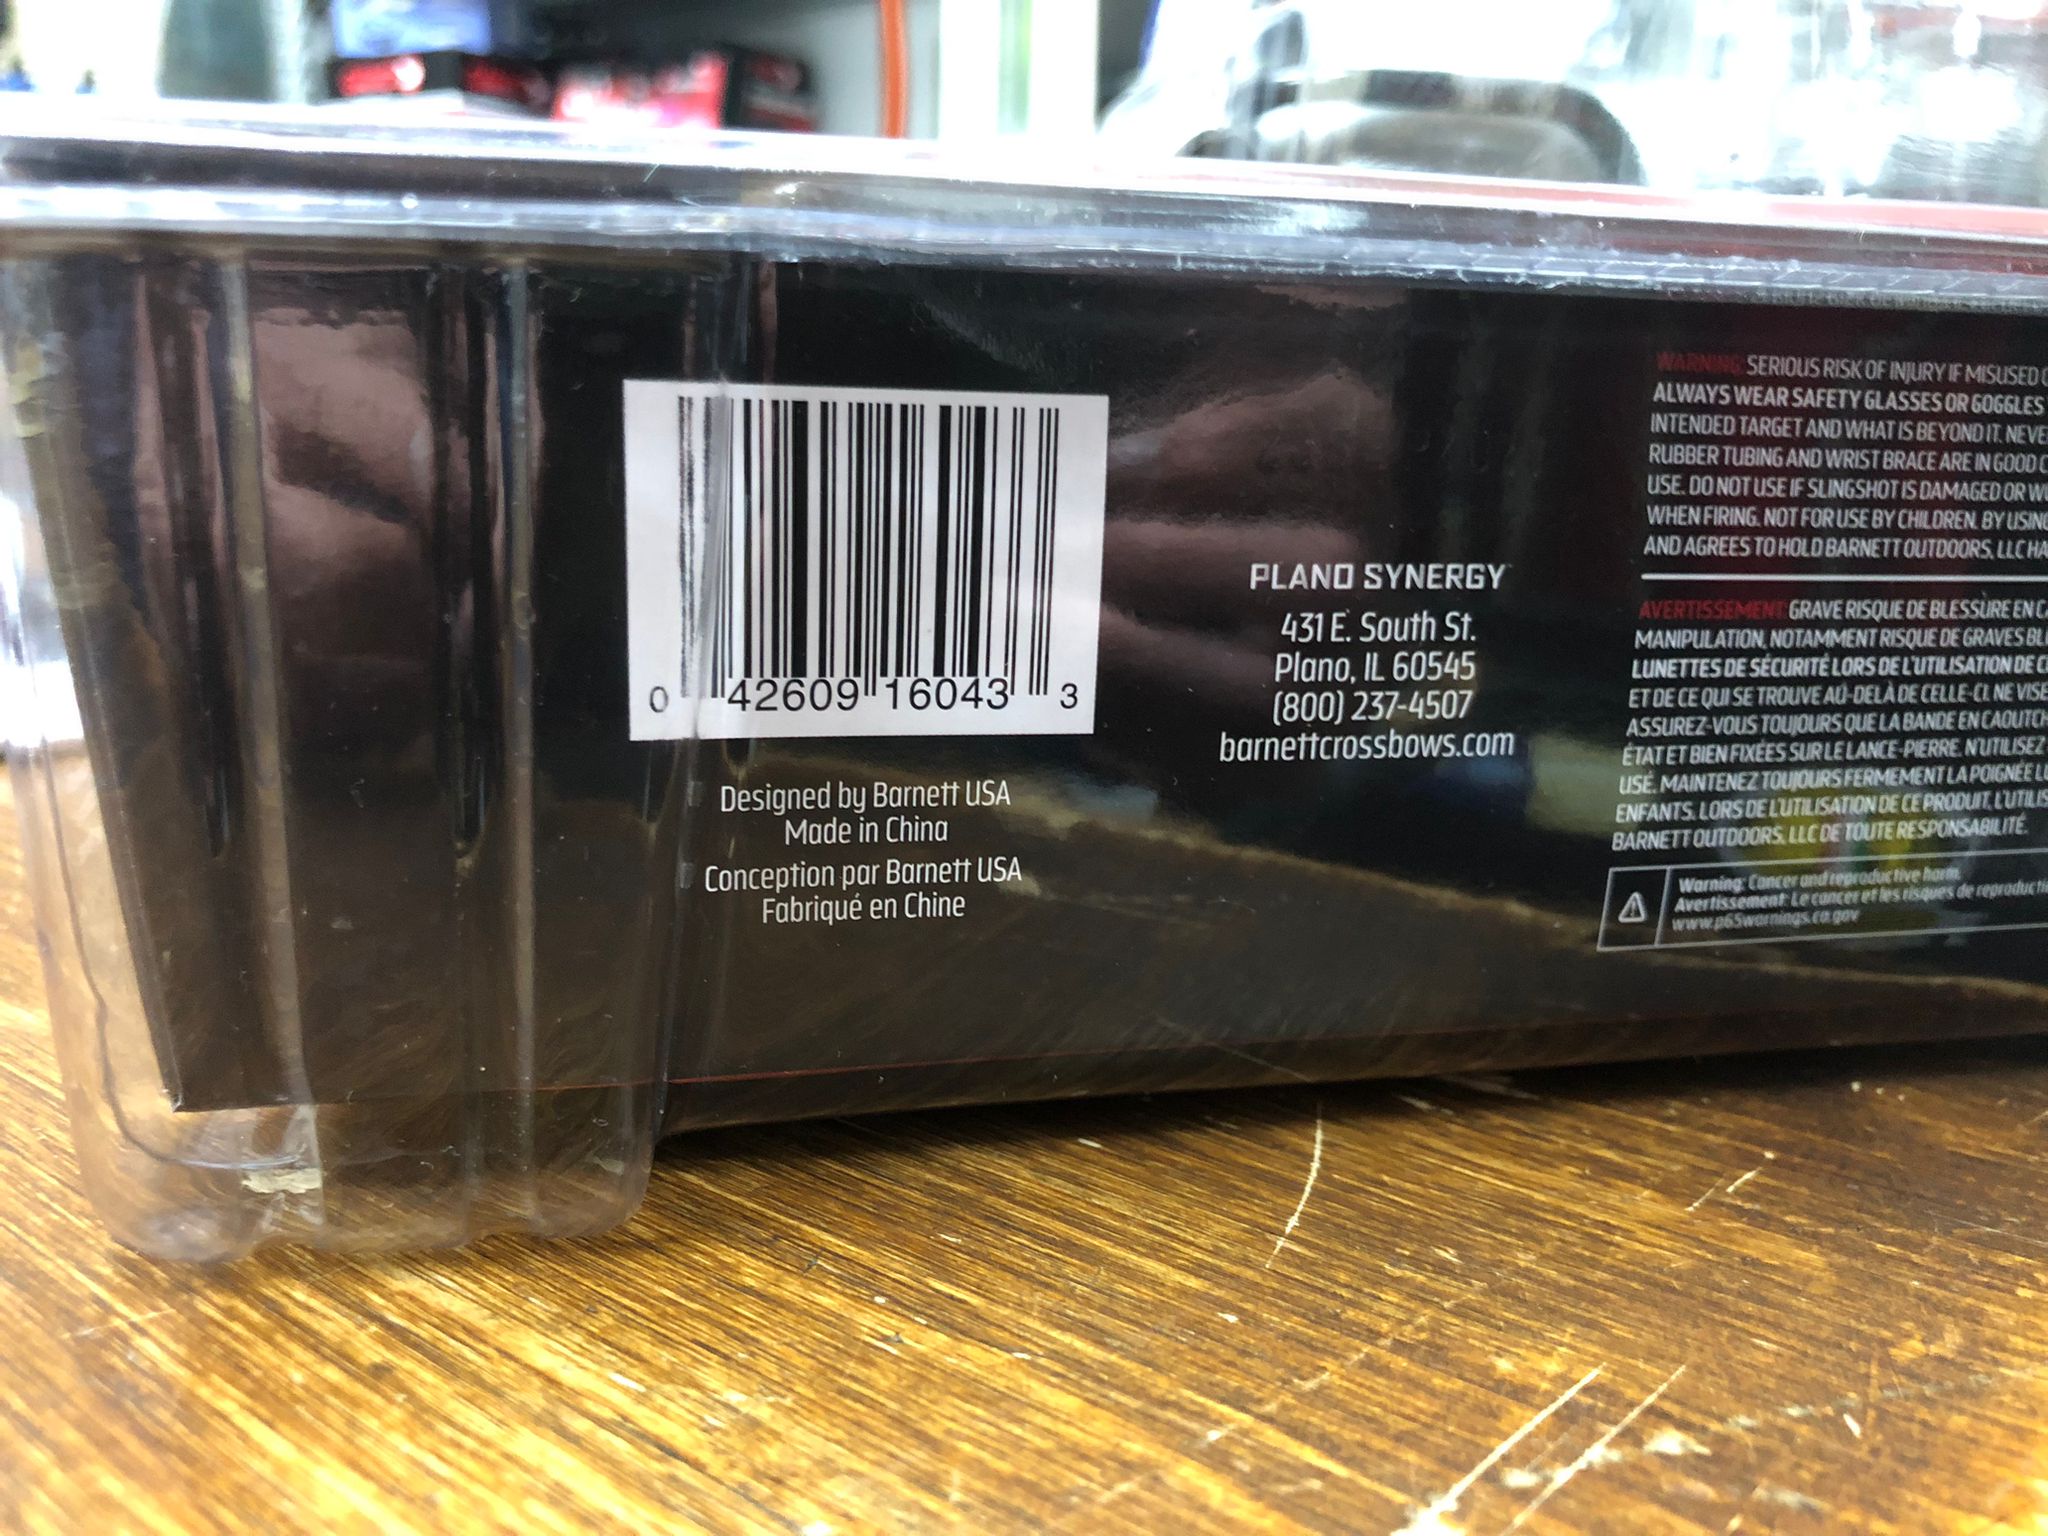 0 42609 16043 3
Designed by Barnett USA
Made in China
Conception par Barnett USA
Fabriqué en Chine
PLANO SYNERGY
431 E. South St.
Plano, IL 60545
(800) 237-4507
barnettcrossbows.com
WARNING: SERIOUS RISK OF INJURY IF MISUSED
ALWAYS WEAR SAFETY GLASSES OR GOGGLES
INTENDED TARGET AND WHAT IS BEYOND IT.
RUBBER TUBING AND WRIST BRACE ARE IN GOOD
USE. DO NOT USE IF SLINGSHOT IS DAMAGED OR
WHEN FIRING. NOT FOR USE BY CHILDREN. BY USING
AND AGREES TO HOLD BARNETT OUTDOORS, LLC
AVERTISSEMENT: GRAVE RISQUE DE BLESSURE EN
MANIPULATION, NOTAMMENT RISQUE DE GRAVES
LUNETTES DE SÉCURITÉ LORS DE L'UTILISATION DE
ET DE CE QUI SE TROUVE AU-DELÀ DE CELLE-CI. NE
ASSUREZ-VOUS TOUJOURS QUE LA BANDE EN
ÉTAT ET BIEN FIXÉES SUR LE LANCE-PIERRE. N'UTILISEZ
USÉ. MAINTENEZ TOUJOURS FERMEMENT LA POIGNÉE
ENFANTS. LORS DE L'UTILISATION DE CE PRODUIT,
BARNETT OUTDOORS, LLC DE TOUTE RESPONSABILITÉ.
Warning: Cancer and reproductive harm.
Avertissement: Le cancer et les risques de
www.p65warnings.ca.gov